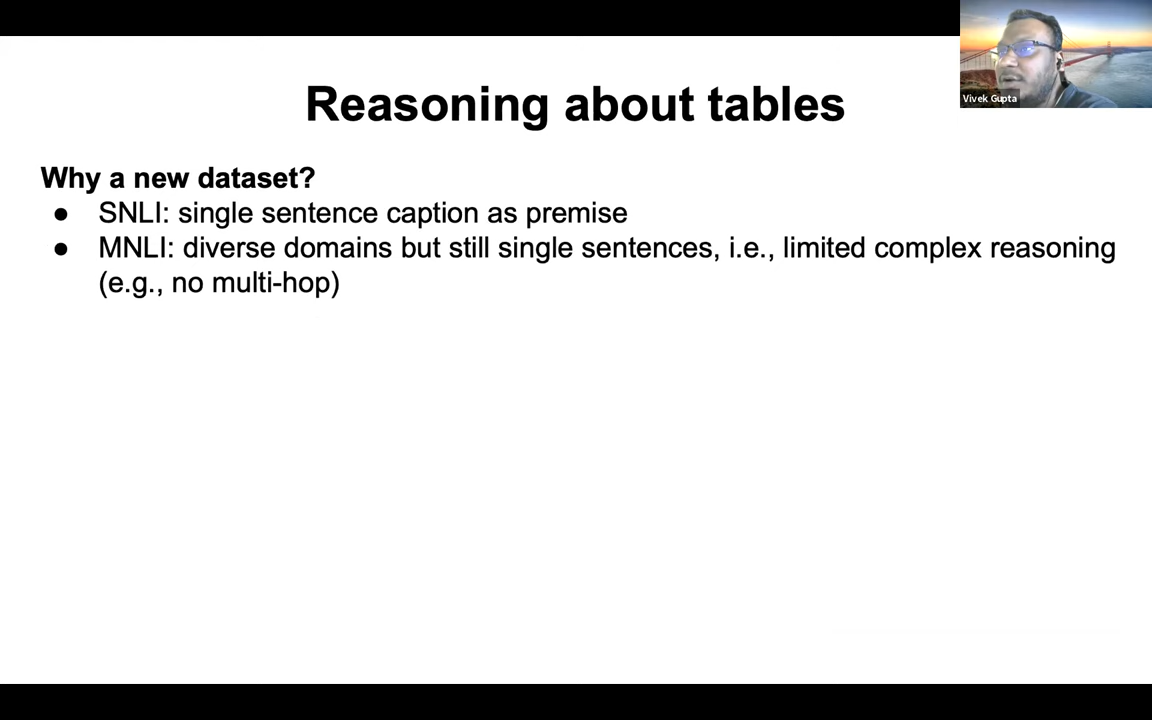 Vivek Gupta
Reasoning about tables
Why a new dataset?
● SNLI: single sentence caption as premise
● MNLI: diverse domains but still single sentences, i.e., limited complex reasoning
(e.g., no multi-hop)